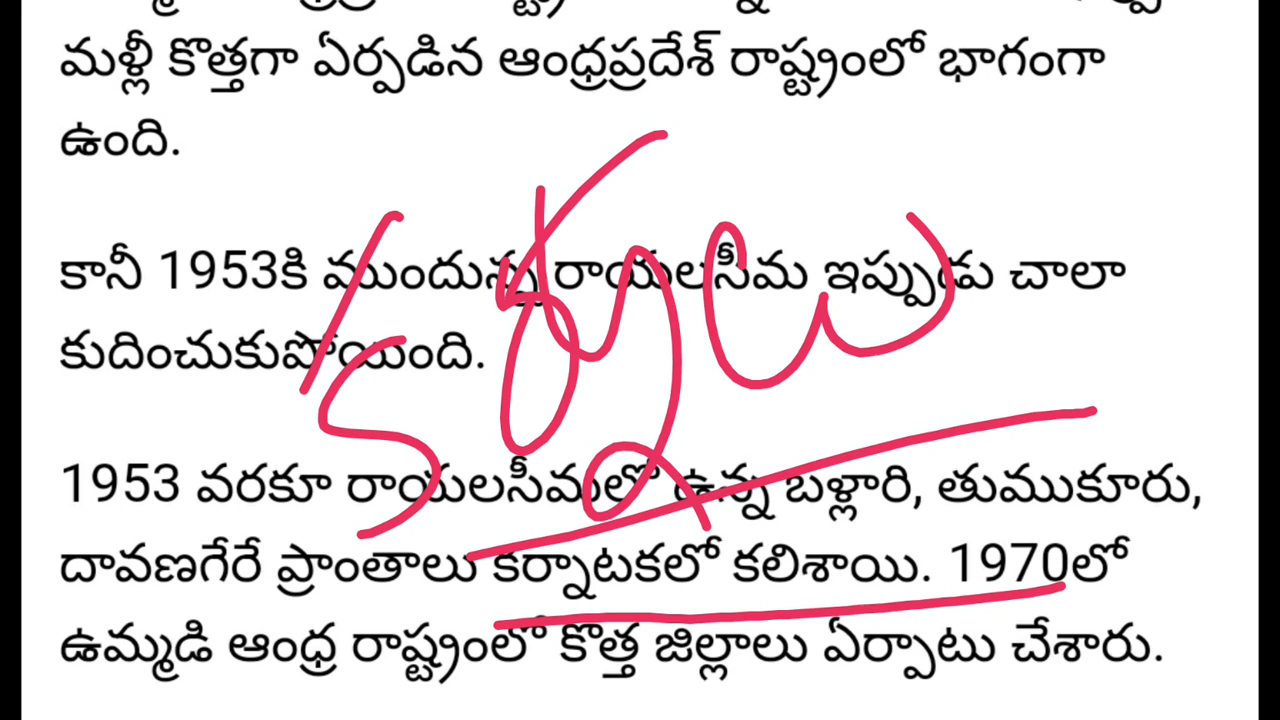 మళ్లీ కొత్తగా ఏర్పడిన ఆంధ్రప్రదేశ్ రాష్ట్రంలో భాగంగా
ఉంది.
కానీ 1953కి ముందున్న రాయలసీమ ఇప్పుడు చాలా
కుదించుకుపోయింది.
1953 వరకూ రాయలసీమలో ఉన్న బళ్లారి, తుముకూరు,
దావణగేరే ప్రాంతాలు కర్నాటకలో కలిశాయి. 1970లో
ఉమ్మడి ఆంధ్ర రాష్ట్రంలో కొత్త జిల్లాలు ఏర్పాటు చేశారు.